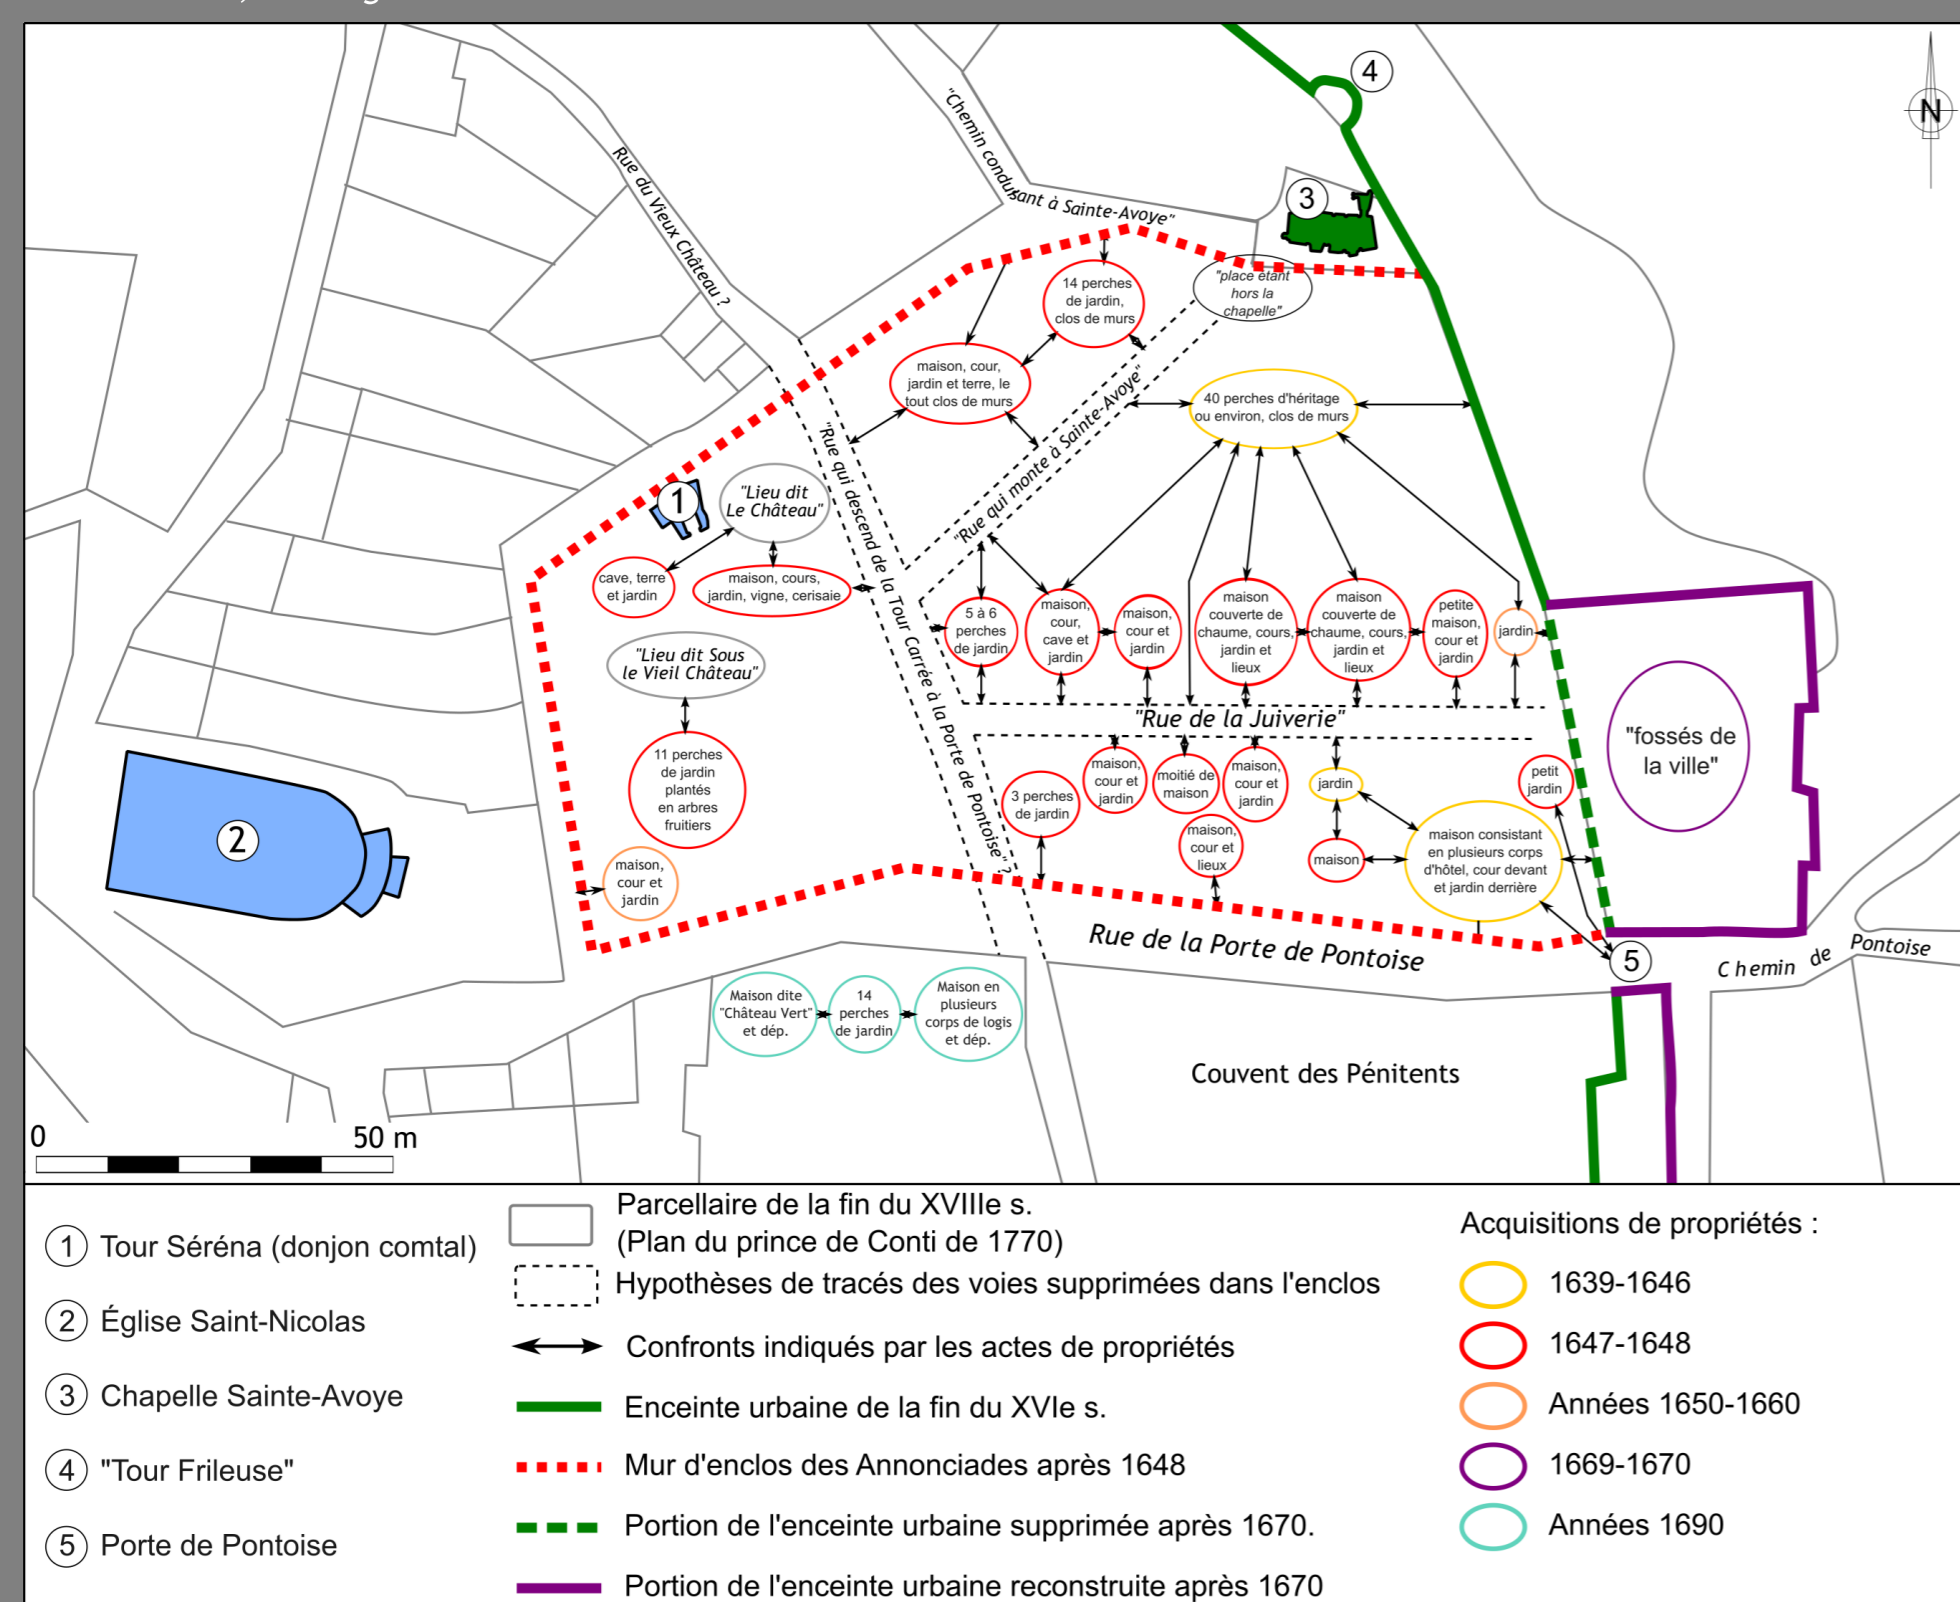 4
N
"Chemin conduisant à Sainte-Avoye"
Rue du Vieux Château ?
3
"place étant
hors la
chapelle"
14 perches
de jardin,
clos de murs
maison, cour,
jardin et terre, le
tout clos de murs
40 perches d'héritage
ou environ, clos de murs
"Rue qui monte à Sainte-Avoye"
"Rue qui descend de la Tour Carrée à la Porte de Pontoise" ?
1
"Lieu dit
Le Château"
cave, terre
et jardin
maison, cours,
jardin, vigne, cerisaie
5 à 6
perches
de jardin
maison,
cour,
cave et
jardin
maison,
cour et
jardin
maison
couverte de
chaume, cours,
jardin et
lieux
maison
couverte de
chaume, cours,
jardin et
lieux
petite
maison,
cour et
jardin
jardin
"Lieu dit Sous
le Vieil Château"
"Rue de la Juiverie"
"fossés de
la ville"
11 perches
de jardin
plantés
en arbres
fruitiers
3 perches
de jardin
maison,
cour et
jardin
moitié de
maison
maison,
cour et
jardin
jardin
petit
jardin
2
maison,
cour et
lieux
maison
maison consistant
en plusieurs corps
d'hôtel, cour devant
et jardin derrière
maison,
cour et
jardin
Rue de la Porte de Pontoise
5
Chemin de Pontoise
Maison dite
"Château Vert"
et dép.
14
perches
de jardin
Maison en
plusieurs
corps de logis
et dép.
Couvent des Pénitents
0 50 m
1 Tour Séréna (donjon comtal)
2 Église Saint-Nicolas
3 Chapelle Sainte-Avoye
4 "Tour Frileuse"
5 Porte de Pontoise
Parcellaire de la fin du XVIIIe s.
(Plan du prince de Conti de 1770)
Hypothèses de tracés des voies supprimées dans l'enclos
Confronts indiqués par les actes de propriétés
Enceinte urbaine de la fin du XVIe s.
Mur d'enclos des Annonciades après 1648
Portion de l'enceinte urbaine supprimée après 1670.
Portion de l'enceinte urbaine reconstruite après 1670
Acquisitions de propriétés :
1639-1646
1647-1648
Années 1650-1660
1669-1670
Années 1690